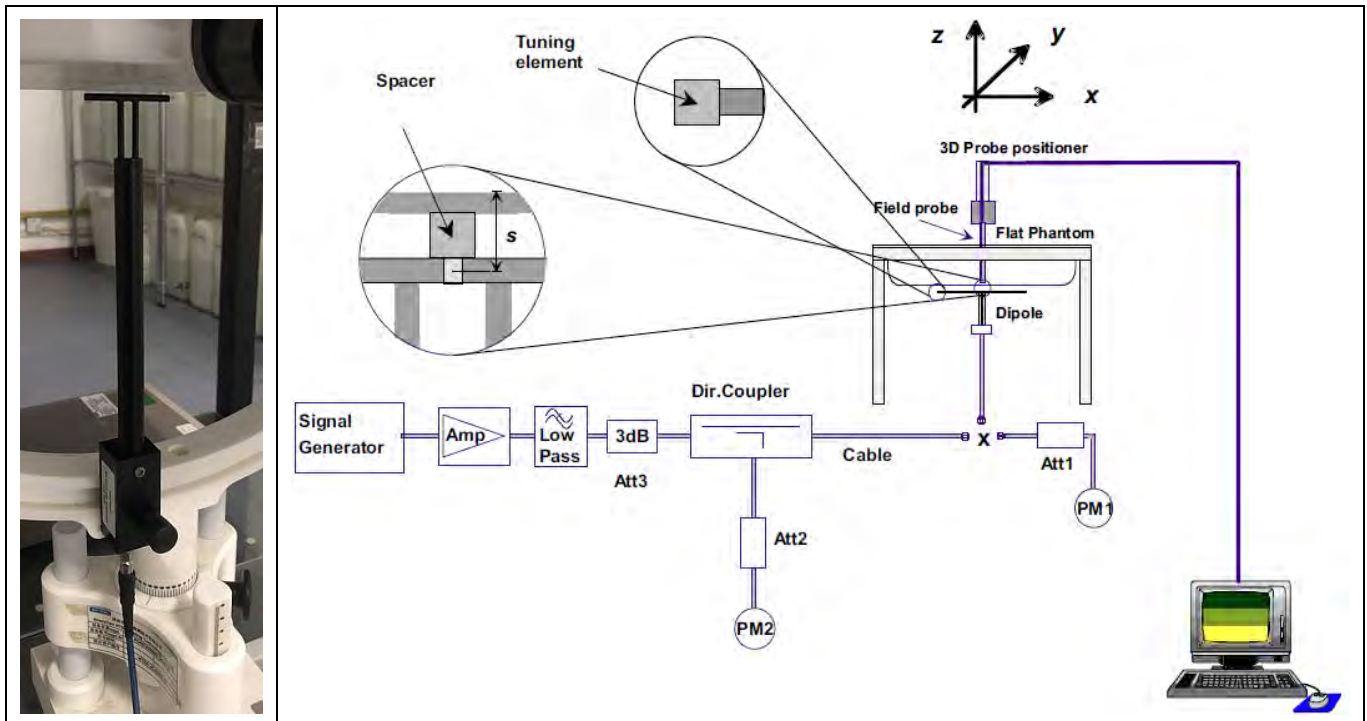 Tuning
element
Spacer
s
z
y
x
3D Probe positioner
Field probe
Flat Phantom
Dipole
Dir.Coupler
Signal
Generator
Amp
Low
Pass
3dB
Att3
Cable
x
Att1
PM1
Att2
PM2